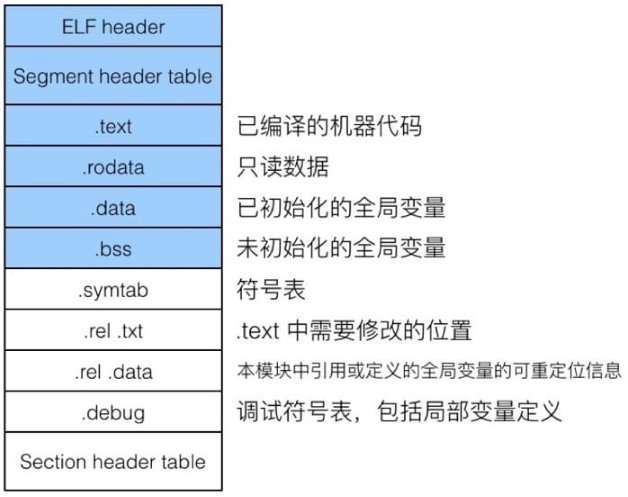 ELF header
Segment header table
.text 已编译的机器代码
.rodata 只读数据
.data 已初始化的全局变量
.bss 未初始化的全局变量
.symtab 符号表
.rel .txt .text 中需要修改的位置
.rel .data 本模块中引用或定义的全局变量的可重定位信息
.debug 调试符号表，包括局部变量定义
Section header table